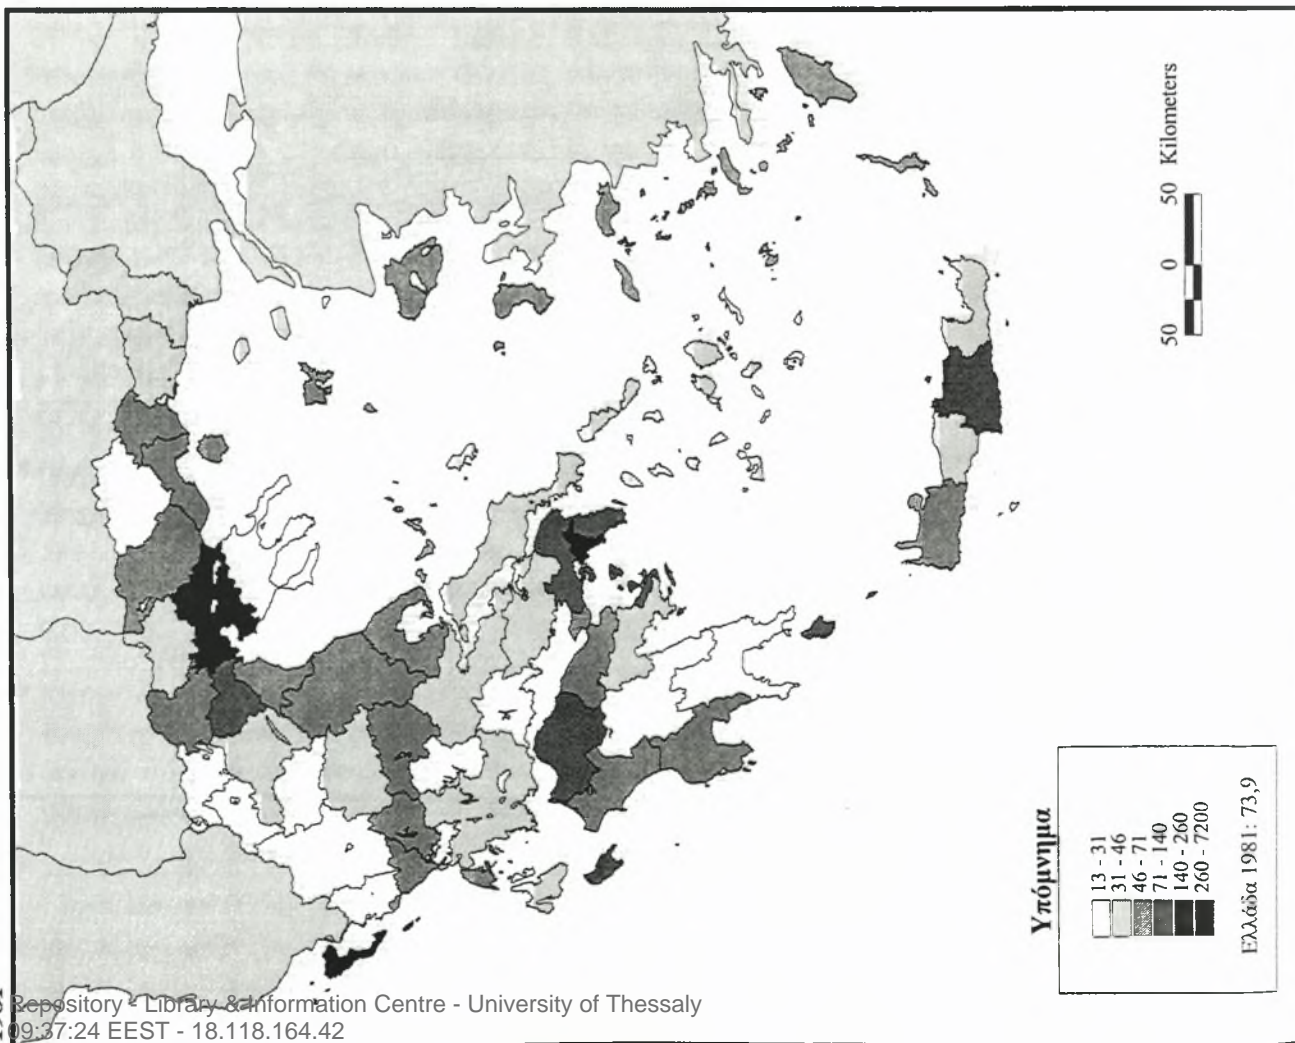 50 0 50 Kilometers
Υπόμνημα
13 - 31
31 - 46
46 - 71
71 - 140
140 - 260
260 - 7200
Ελλάδα 1981: 73,9
Repository - Library & Information Centre - University of Thessaly
09:37:24 EEST - 18.118.164.42